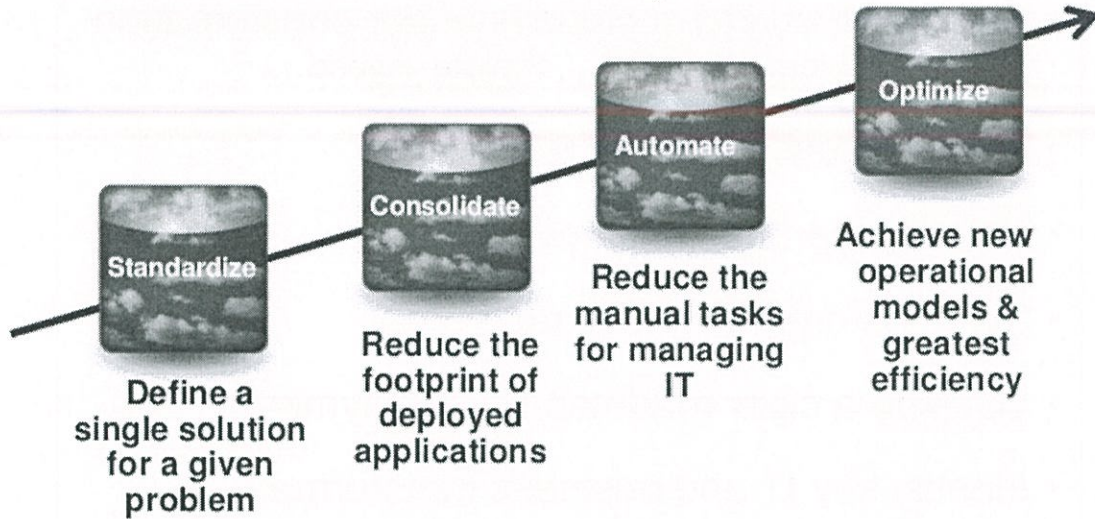 Standardize
Define a
single solution
for a given
problem
Consolidate
Reduce the
footprint of
deployed
applications
Automate
Reduce the
manual tasks
for managing
IT
Optimize
Achieve new
operational
models &
greatest
efficiency